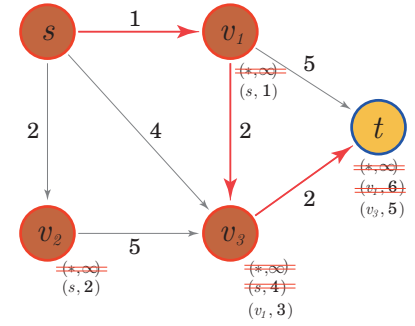 1
s
v₁
(*,∞)
5
(s, 1)
2
4
2
t
(*,∞)
2
(v₁, 6)
(v₃, 5)
v₂
5
v₃
(*,∞)
(*,∞)
(s, 2)
(s, 4)
(v₁, 3)